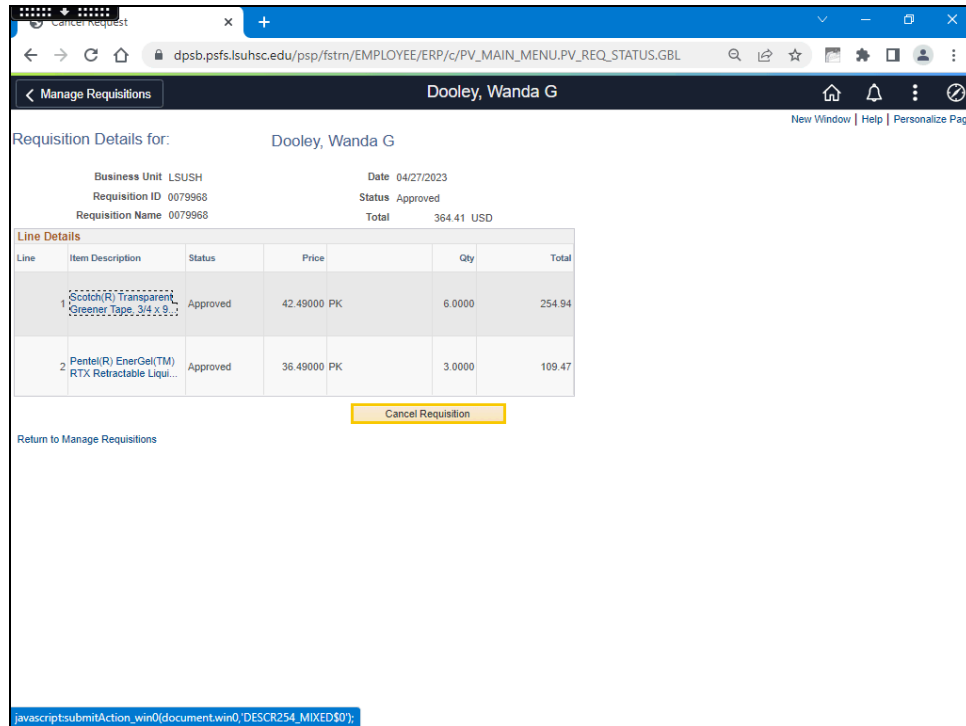 Cancel Request
dpsb.psfs.lsuhsc.edu/psp/fstrn/EMPLOYEE/ERP/c/PV_MAIN_MENU.PV_REQ_STATUS.GBL
Manage Requisitions
Dooley, Wanda G
New Window | Help | Personalize Pag
Requisition Details for: Dooley, Wanda G
Business Unit LSUSH Date 04/27/2023
Requisition ID 0079968 Status Approved
Requisition Name 0079968 Total 364.41 USD
Line Details
Line Item Description Status Price Qty Total
1 Scotch(R) Transparent Greener Tape, 3/4 x 9... Approved 42.49000 PK 6.0000 254.94
2 Pentel(R) EnerGel(TM) RTX Retractable Liqui... Approved 36.49000 PK 3.0000 109.47
Cancel Requisition
Return to Manage Requisitions
javascript:submitAction_win0(document.win0,'DESCR254_MIXED$0');